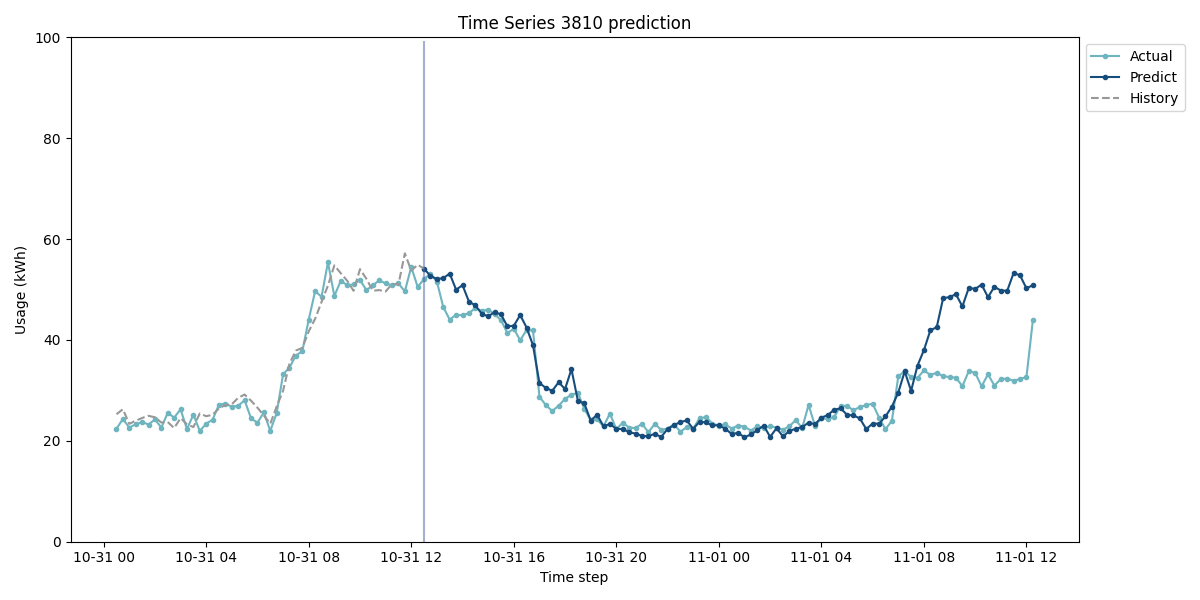 Time Series 3810 prediction
100
80
60
40
20
0
Usage (kWh)
10-31 00 10-31 04 10-31 08 10-31 12 10-31 16 10-31 20 11-01 00 11-01 04 11-01 08 11-01 12
Time step
Actual
Predict
History